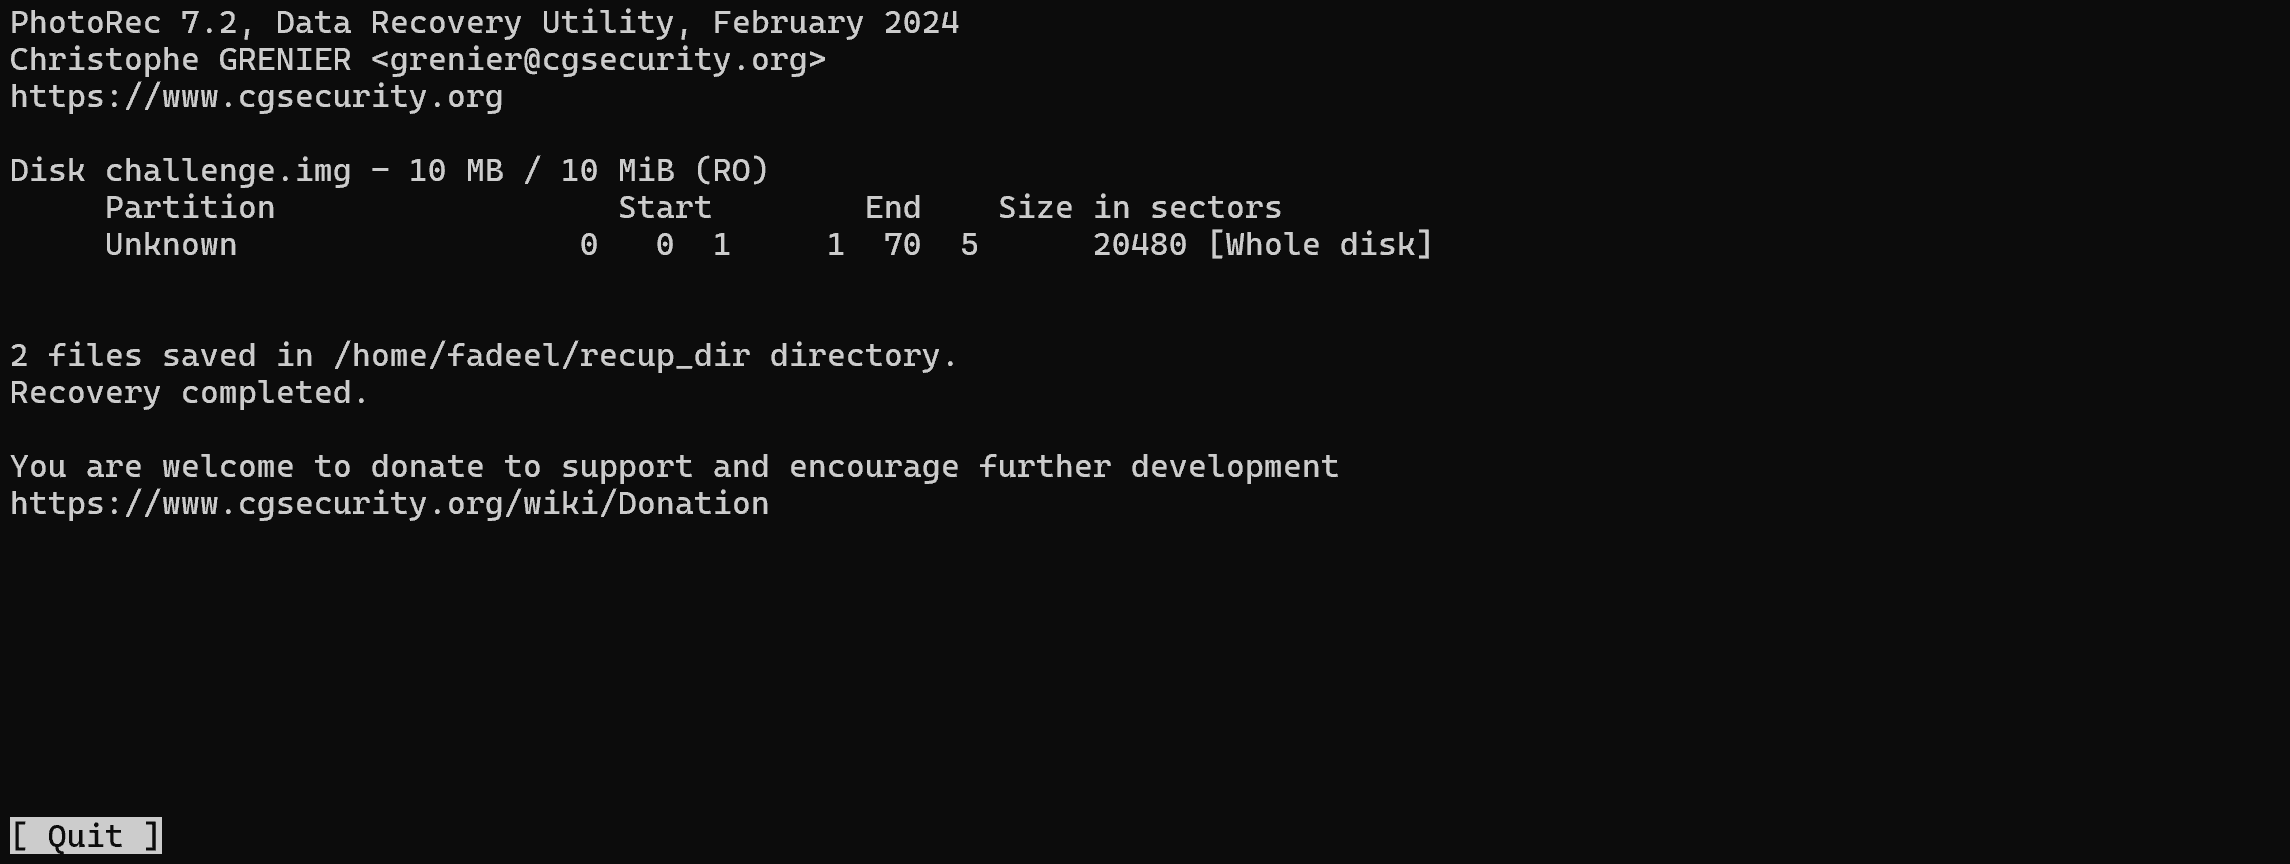 PhotoRec 7.2, Data Recovery Utility, February 2024
Christophe GRENIER <grenier@cgsecurity.org>
https://www.cgsecurity.org
Disk challenge.img - 10 MB / 10 MiB (RO)
Partition Start End Size in sectors
Unknown 0 0 1 1 70 5 20480 [Whole disk]
2 files saved in /home/fadeel/recup_dir directory.
Recovery completed.
You are welcome to donate to support and encourage further development
https://www.cgsecurity.org/wiki/Donation
[ Quit ]